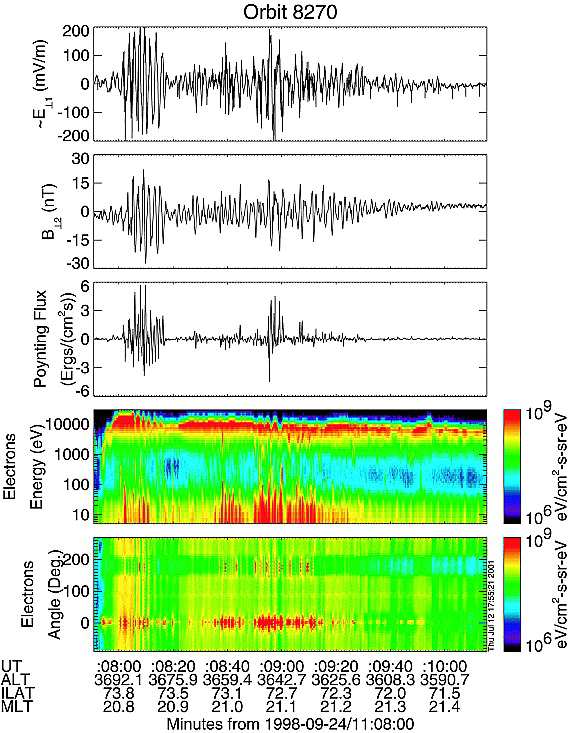 Orbit 8270
~E⊥1 (mV/m)
200
100
0
-100
-200
B⊥2 (nT)
30
15
0
-15
-30
Poynting Flux
(Ergs/(cm²s))
6
3
0
-3
-6
Electrons
Energy (eV)
10000
1000
100
10
10⁹
10⁶
eV/cm²-s-sr-eV
Electrons
Angle (Deg.)
200
100
0
10⁹
10⁶
eV/cm²-s-sr-eV
Thu Jul 12 17:55:21 2001
UT :08:00 :08:20 :08:40 :09:00 :09:20 :09:40 :10:00
ALT 3692.1 3675.9 3659.4 3642.7 3625.6 3608.3 3590.7
ILAT 73.8 73.5 73.1 72.7 72.3 72.0 71.5
MLT 20.8 20.9 21.0 21.1 21.2 21.3 21.4
Minutes from 1998-09-24/11:08:00